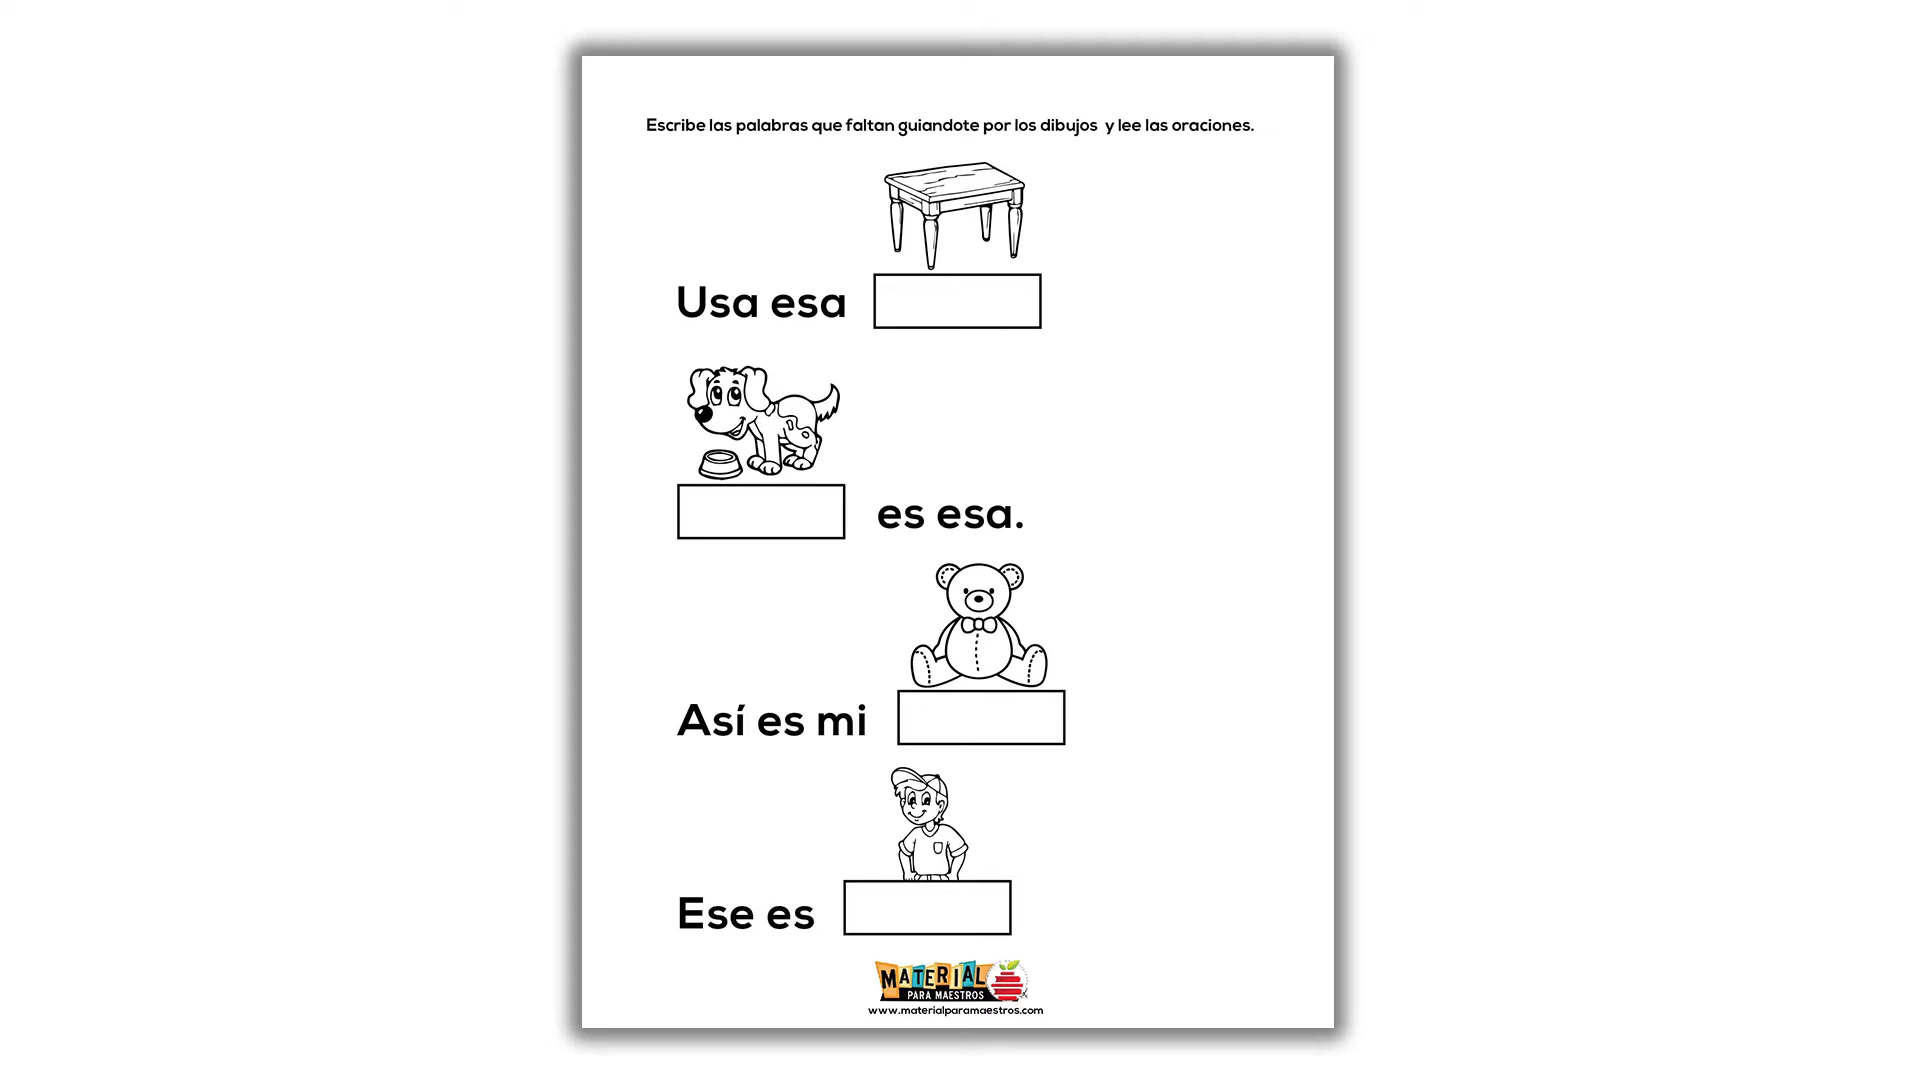 Escribe las palabras que faltan guiandote por los dibujos y lee las oraciones.
Usa esa
es esa.
Así es mi
Ese es
MATERIAL
PARA MAESTROS
www.materialparamaestros.com